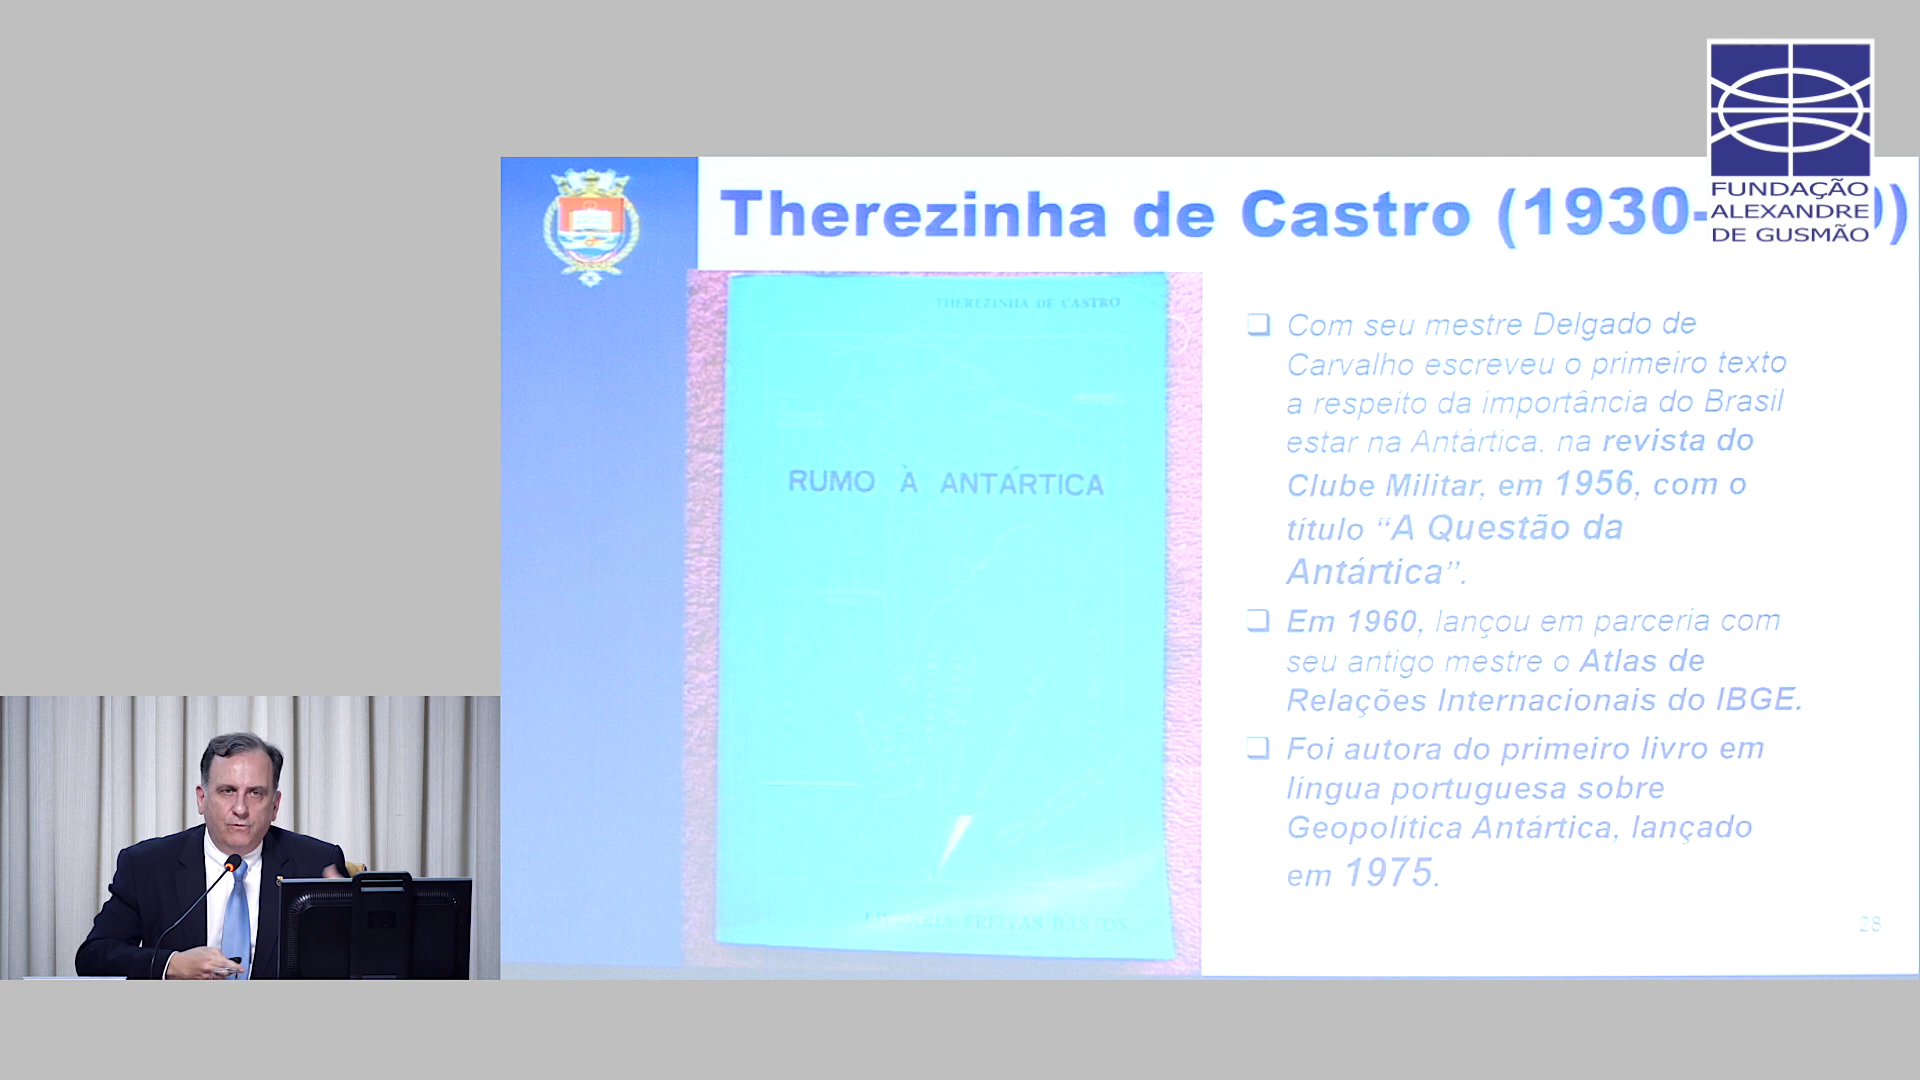 FUNDAÇÃO
ALEXANDRE
DE GUSMÃO
Therezinha de Castro (1930-
THEREZINHA DE CASTRO
RUMO À ANTÁRTICA
LIVRARIA FREITAS BASTOS
Com seu mestre Delgado de
Carvalho escreveu o primeiro texto
a respeito da importância do Brasil
estar na Antártica. na revista do
Clube Militar, em 1956, com o
título “A Questão da
Antártica”.
Em 1960, lançou em parceria com
seu antigo mestre o Atlas de
Relações Internacionais do IBGE.
Foi autora do primeiro livro em
língua portuguesa sobre
Geopolítica Antártica, lançado
em 1975.
28